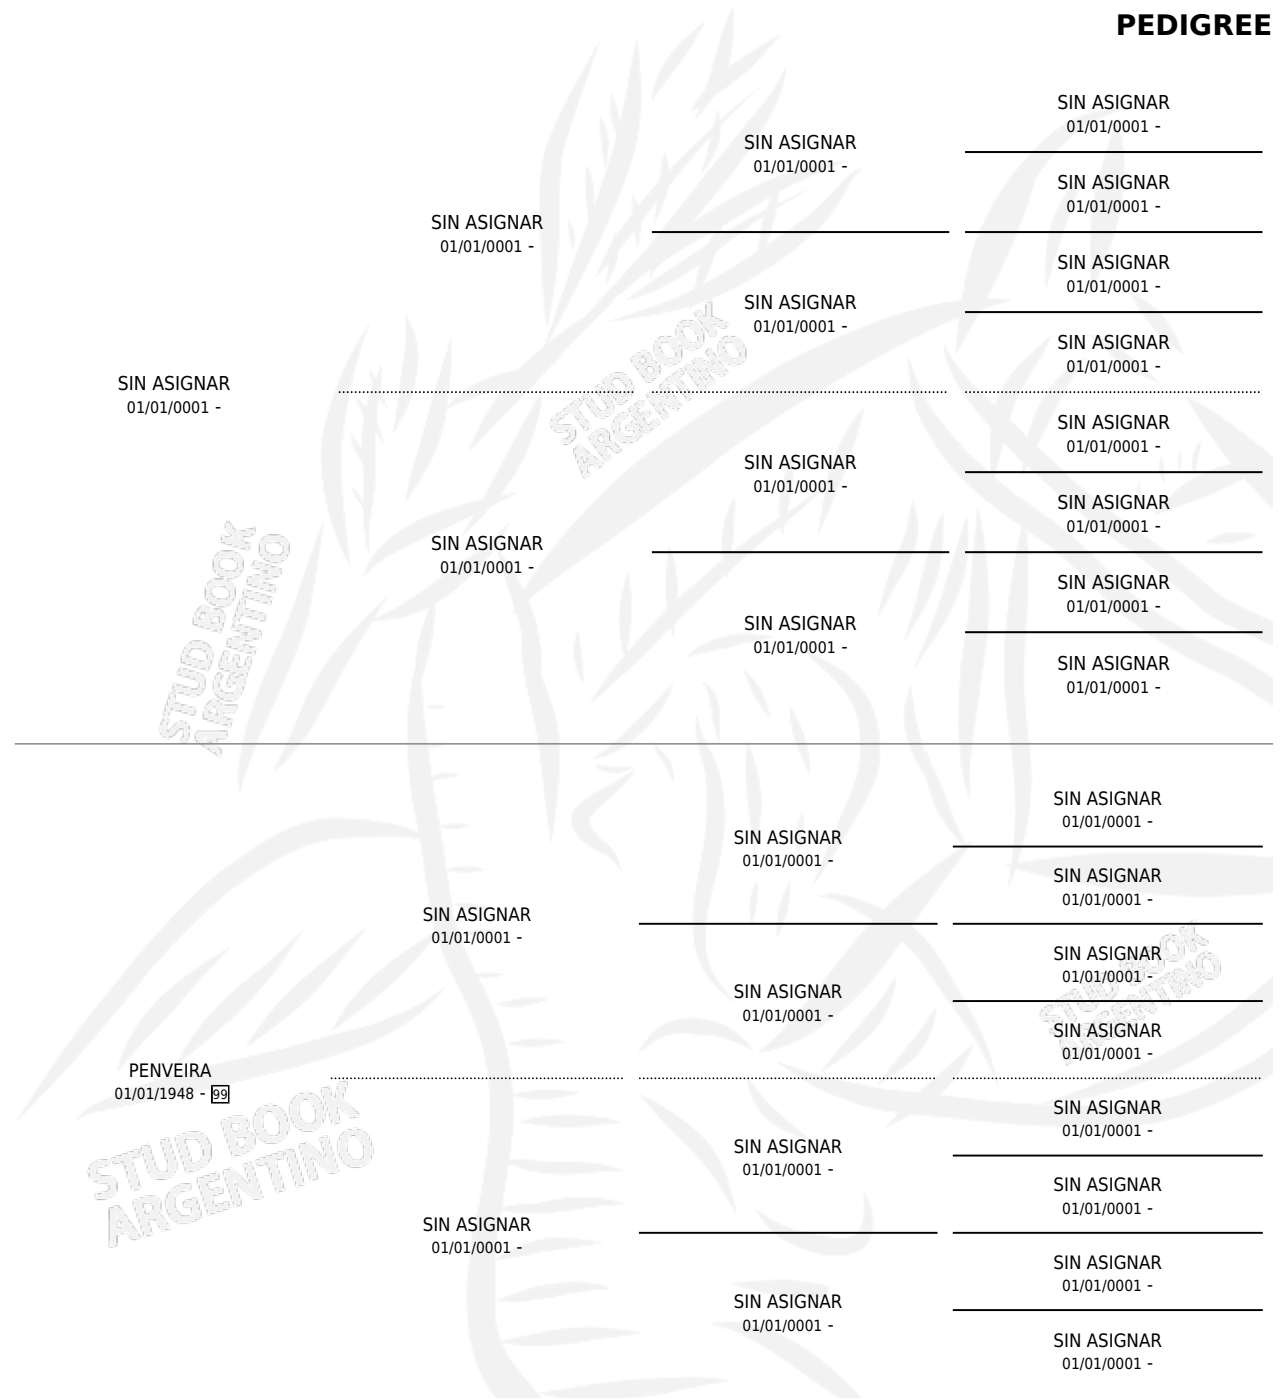 PEDIGREE
SIN ASIGNAR
01/01/0001 -
SIN ASIGNAR
01/01/0001 -
SIN ASIGNAR
01/01/0001 -
SIN ASIGNAR
01/01/0001 -
SIN ASIGNAR
01/01/0001 -
SIN ASIGNAR
01/01/0001 -
SIN ASIGNAR
01/01/0001 -
SIN ASIGNAR
01/01/0001 -
STUD BOOK
ARGENTINO
SIN ASIGNAR
01/01/0001 -
SIN ASIGNAR
01/01/0001 -
SIN ASIGNAR
01/01/0001 -
SIN ASIGNAR
01/01/0001 -
STUD BOOK
ARGENTINO
SIN ASIGNAR
01/01/0001 -
SIN ASIGNAR
01/01/0001 -
SIN ASIGNAR
01/01/0001 -
SIN ASIGNAR
01/01/0001 -
SIN ASIGNAR
01/01/0001 -
SIN ASIGNAR
01/01/0001 -
SIN ASIGNAR
01/01/0001 -
SIN ASIGNAR
01/01/0001 -
SIN ASIGNAR
01/01/0001 -
SIN ASIGNAR
01/01/0001 -
STUD BOOK
ARGENTINO
SIN ASIGNAR
01/01/0001 -
SIN ASIGNAR
01/01/0001 -
PENVEIRA
01/01/1948 - 99
STUD BOOK
ARGENTINO
SIN ASIGNAR
01/01/0001 -
SIN ASIGNAR
01/01/0001 -
SIN ASIGNAR
01/01/0001 -
SIN ASIGNAR
01/01/0001 -
SIN ASIGNAR
01/01/0001 -
SIN ASIGNAR
01/01/0001 -
SIN ASIGNAR
01/01/0001 -